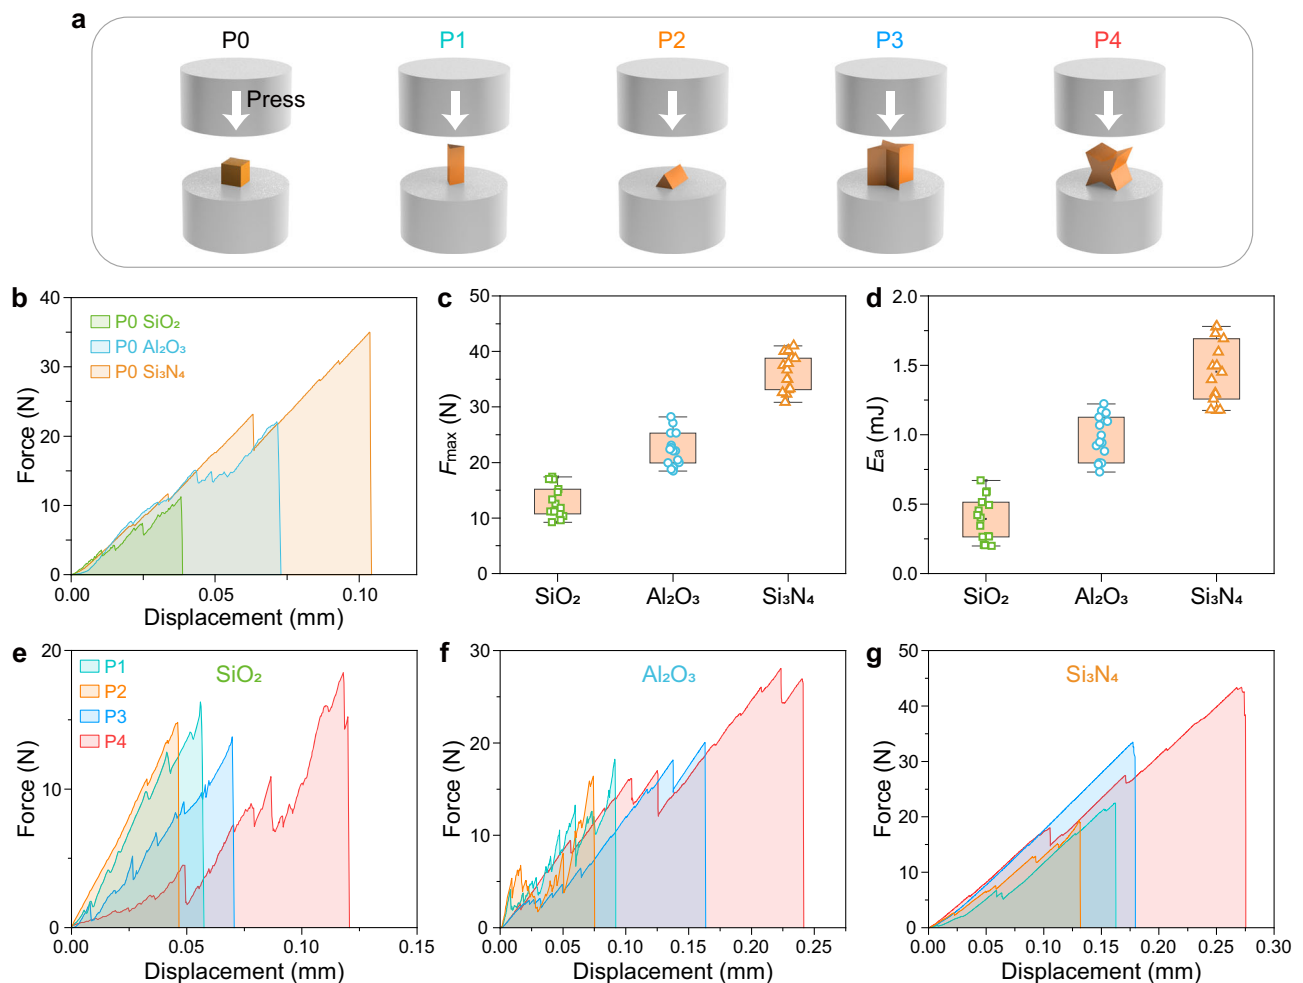 a
P0 P1 P2 P3 P4
Press
b
P0 SiO₂
P0 Al₂O₃
P0 Si₃N₄
Force (N)
40
30
20
10
0
0.00 0.05 0.10
Displacement (mm)
c
Fmax (N)
50
40
30
20
10
0
SiO₂ Al₂O₃ Si₃N₄
d
Ea (mJ)
2.0
1.5
1.0
0.5
0.0
SiO₂ Al₂O₃ Si₃N₄
e
P1
P2
P3
P4
SiO₂
Force (N)
20
10
0
0.00 0.05 0.10 0.15
Displacement (mm)
f
Al₂O₃
Force (N)
30
20
10
0
0.00 0.05 0.10 0.15 0.20 0.25
Displacement (mm)
g
Si₃N₄
Force (N)
50
40
30
20
10
0
0.00 0.05 0.10 0.15 0.20 0.25 0.30
Displacement (mm)